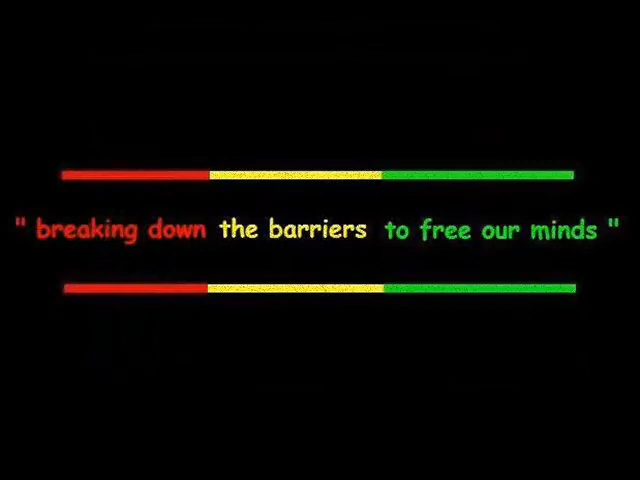 " breaking down the barriers to free our minds "